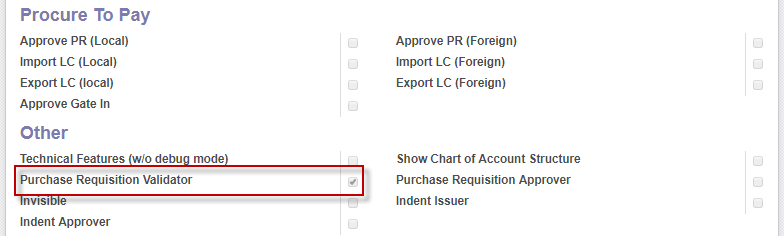 Procure To Pay
Approve PR (Local) Approve PR (Foreign)
Import LC (Local) Import LC (Foreign)
Export LC (local) Export LC (Foreign)
Approve Gate In
Other
Technical Features (w/o debug mode) Show Chart of Account Structure
Purchase Requisition Validator Purchase Requisition Approver
Invisible Indent Issuer
Indent Approver